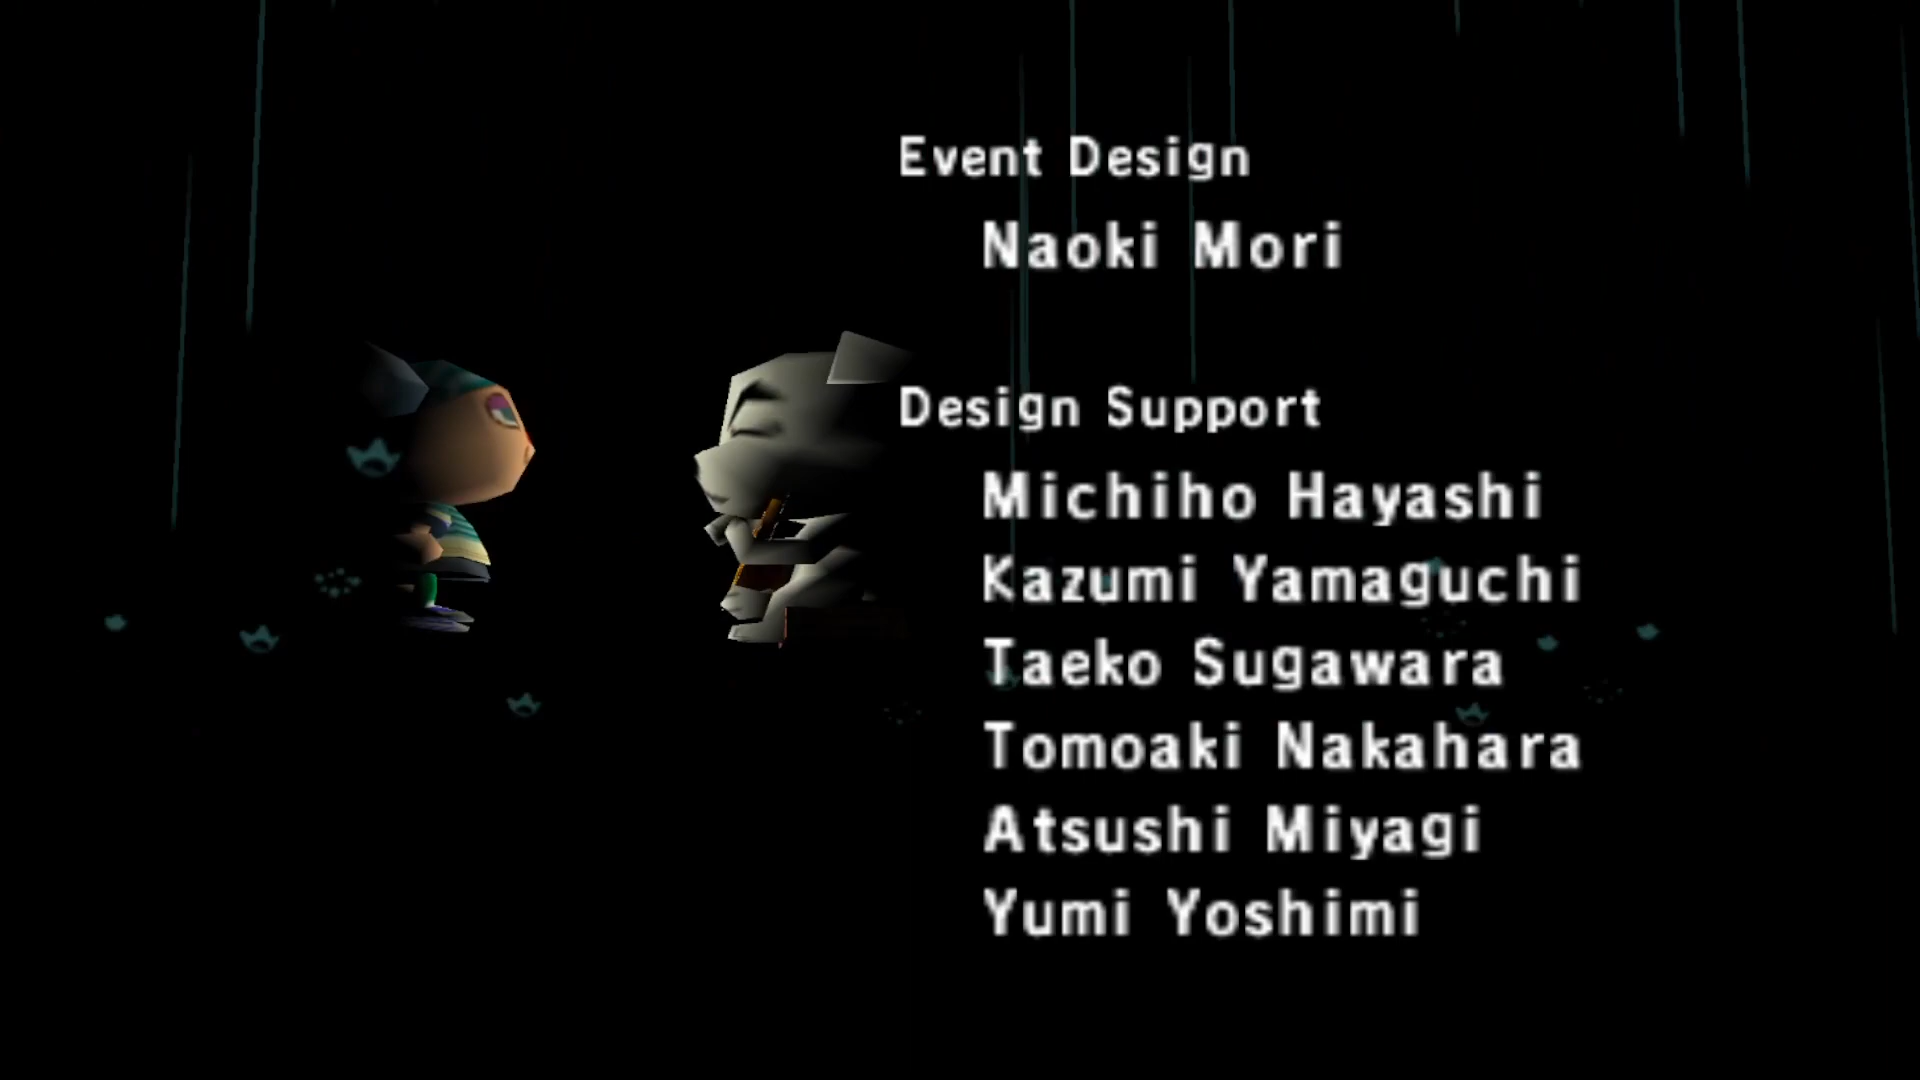 Event Design
Naoki Mori
Design Support
Michiho Hayashi
Kazumi Yamaguchi
Taeko Sugawara
Tomoaki Nakahara
Atsushi Miyagi
Yumi Yoshimi